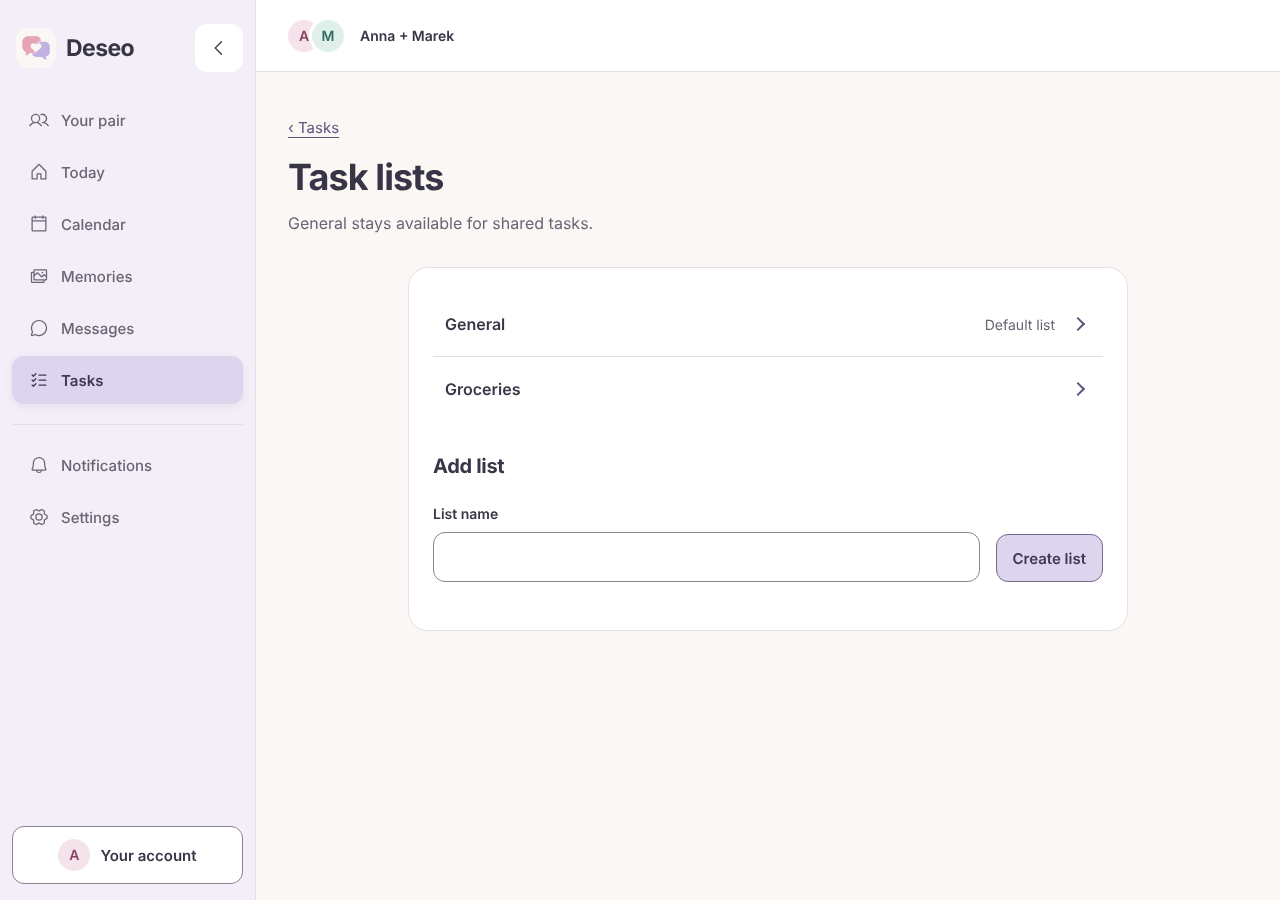 Deseo
Your pair
Today
Calendar
Memories
Messages
Tasks
Notifications
Settings
A Your account
A M Anna + Marek
‹ Tasks
Task lists
General stays available for shared tasks.
General Default list
Groceries
Add list
List name
Create list